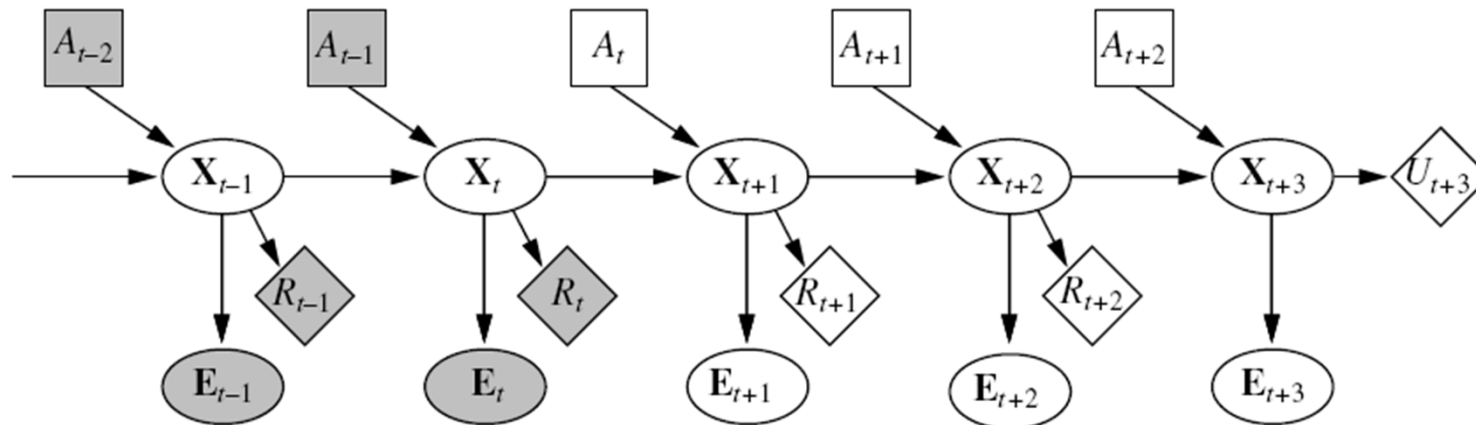 A_{t–2} A_{t–1} A_t A_{t+1} A_{t+2}
X_{t–1} X_t X_{t+1} X_{t+2} X_{t+3} U_{t+3}
R_{t–1} R_t R_{t+1} R_{t+2}
E_{t–1} E_t E_{t+1} E_{t+2} E_{t+3}